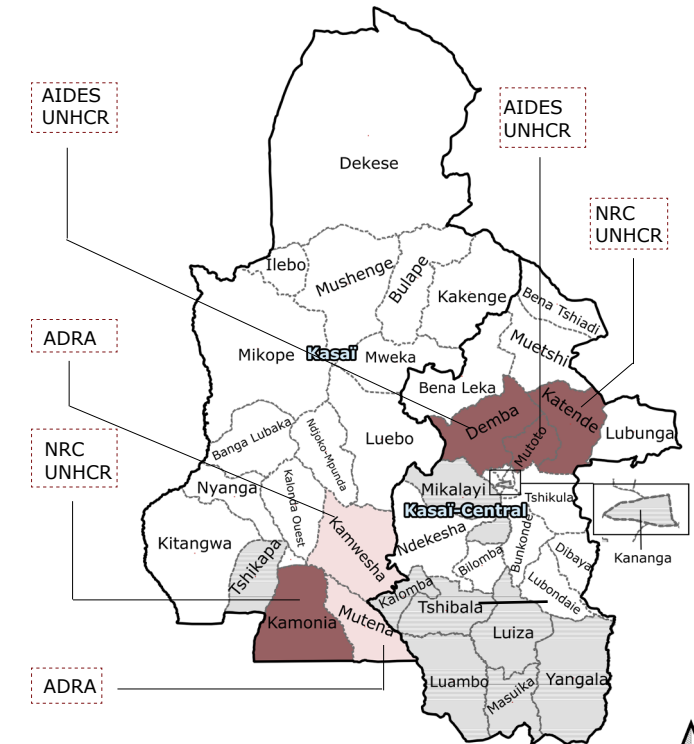 AIDES
UNHCR
AIDES
UNHCR
Dekese
NRC
UNHCR
Ilebo
Mushenge
Bulape
Kakenge
Bena Tshiadi
ADRA
Mikope
Kasaï
Mweka
Muetshi
Bena Leka
Katende
Demba
Mutoto
Lubunga
Banga Lubaka
Ndjoko-Mpunda
Luebo
NRC
UNHCR
Nyanga
Kalonda Ouest
Mikalayi
Tshikula
Kasaï-Central
Kitangwa
Kamwesha
Ndekesha
Bunkonde
Bilomba
Dibaya
Kananga
Tshikapa
Lubondaie
Kalomba
Tshibala
Kamonia
Mutena
Luiza
ADRA
Luambo
Masuika
Yangala